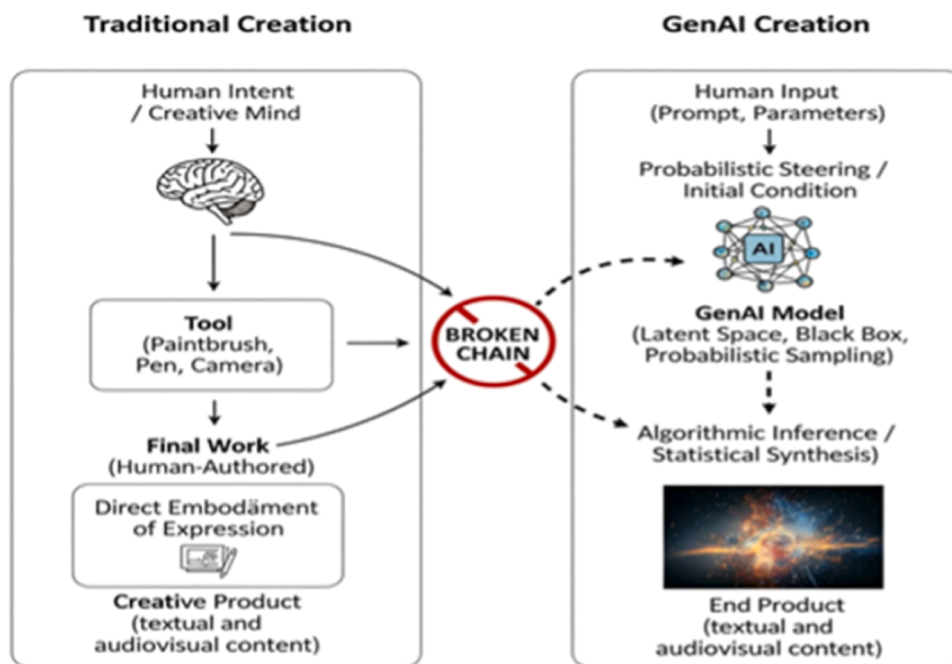 Traditional Creation
Human Intent
/ Creative Mind
Tool
(Paintbrush,
Pen, Camera)
Final Work
(Human-Authored)
Direct Embodäment
of Expression
Creative Product
(textual and
audiovisual content)
BROKEN
CHAIN
GenAI Creation
Human Input
(Prompt, Parameters)
Probabilistic Steering /
Initial Condition
AI
GenAI Model
(Latent Space, Black Box,
Probabilistic Sampling)
Algorithmic Inference /
Statistical Synthesis)
End Product
(textual and
audiovisual content)